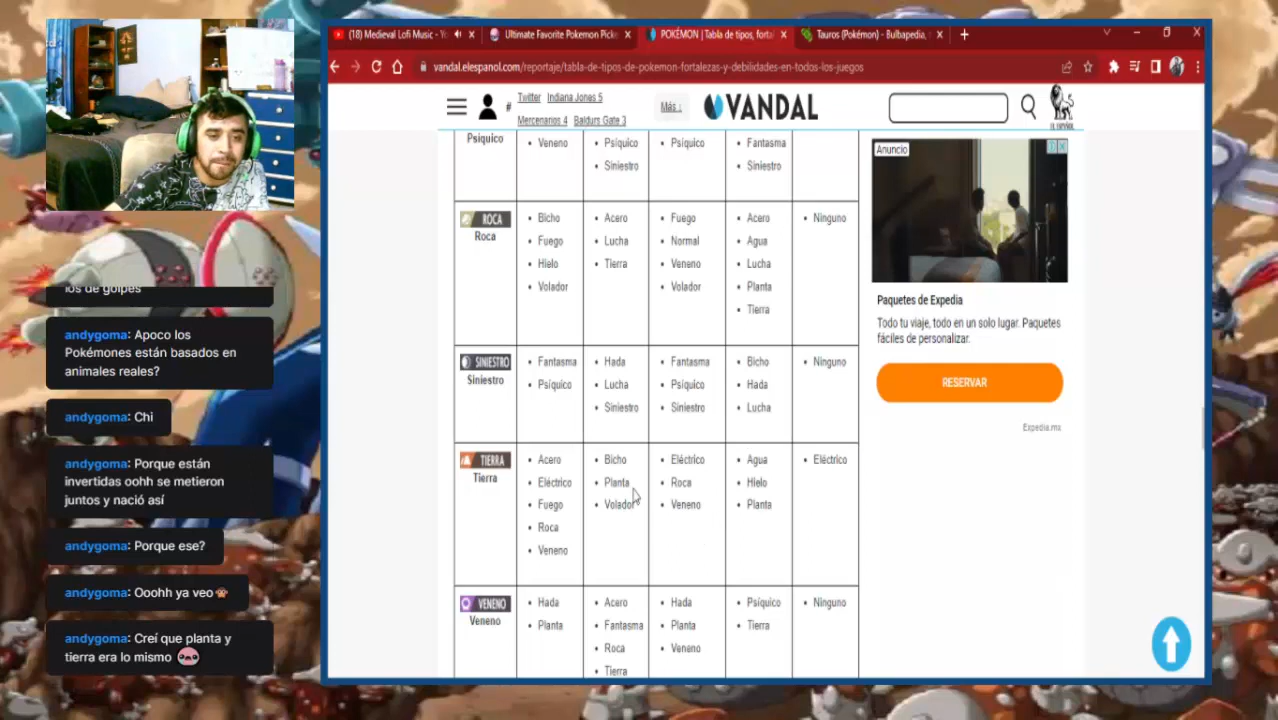 (18) Medieval Lofi Music - Yo
Ultimate Favorite Pokemon Picke
POKÉMON | Tabla de tipos, fortal
Tauros (Pokémon) - Bulbapedia,
vandal.elespanol.com/reportaje/tabla-de-tipos-de-pokemon-fortalezas-y-debilidades-en-todos-los-juegos
# Twitter Indiana Jones 5
Mercenarios 4 Baldurs Gate 3
Más ↓
VANDAL
EL ESPAÑOL
Psiquico
• Veneno
• Psíquico
• Siniestro
• Psíquico
• Fantasma
• Siniestro
ROCA
Roca
• Bicho
• Fuego
• Hielo
• Volador
• Acero
• Lucha
• Tierra
• Fuego
• Normal
• Veneno
• Volador
• Acero
• Agua
• Lucha
• Planta
• Tierra
• Ninguno
SINIESTRO
Siniestro
• Fantasma
• Psíquico
• Hada
• Lucha
• Siniestro
• Fantasma
• Psíquico
• Siniestro
• Bicho
• Hada
• Lucha
• Ninguno
TIERRA
Tierra
• Acero
• Eléctrico
• Fuego
• Roca
• Veneno
• Bicho
• Planta
• Volador
• Eléctrico
• Roca
• Veneno
• Agua
• Hielo
• Planta
• Eléctrico
VENENO
Veneno
• Hada
• Planta
• Acero
• Fantasma
• Roca
• Tierra
• Hada
• Planta
• Veneno
• Psíquico
• Tierra
• Ninguno
Anuncio
Paquetes de Expedia
Todo tu viaje, todo en un solo lugar. Paquetes
fáciles de personalizar.
RESERVAR
Expedia.mx
los de golpes
andygoma: Apoco los
Pokémones están basados en
animales reales?
andygoma: Chi
andygoma: Porque están
invertidas oohh se metieron
juntos y nació así
andygoma: Porque ese?
andygoma: Ooohh ya veo
andygoma: Creí que planta y
tierra era lo mismo